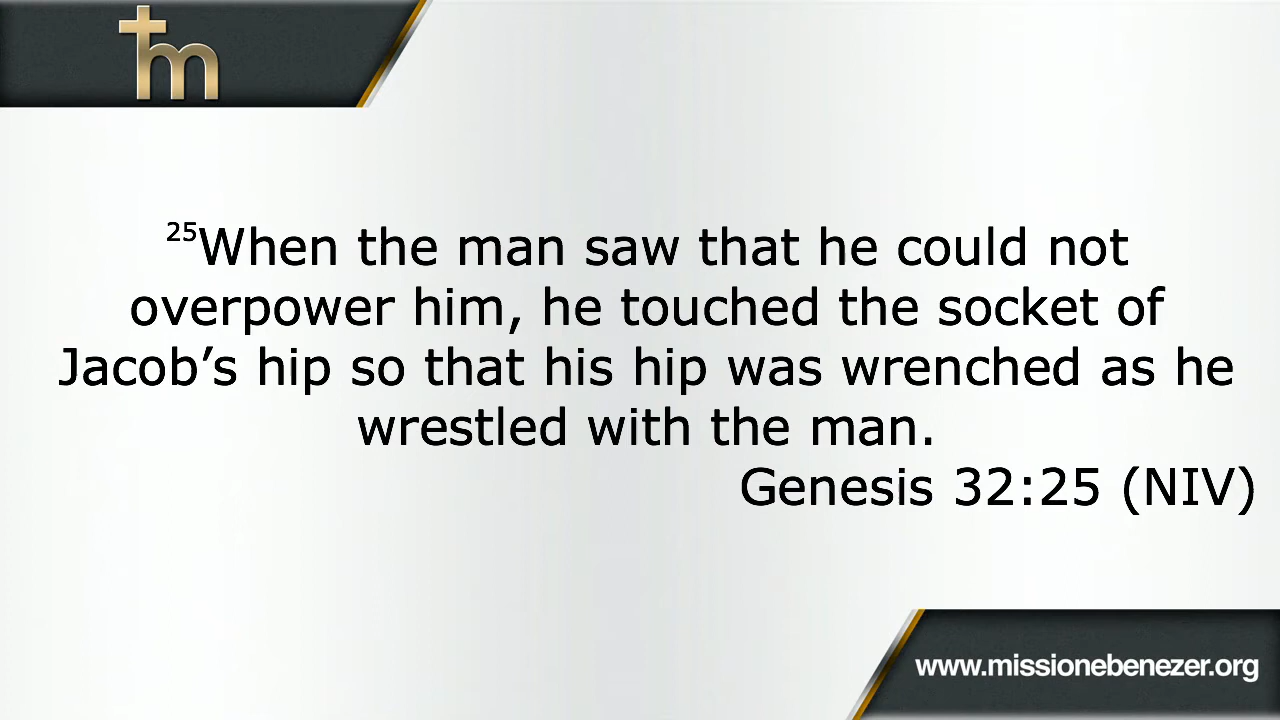 m
25When the man saw that he could not
overpower him, he touched the socket of
Jacob’s hip so that his hip was wrenched as he
wrestled with the man.
Genesis 32:25 (NIV)
www.missionebenezer.org